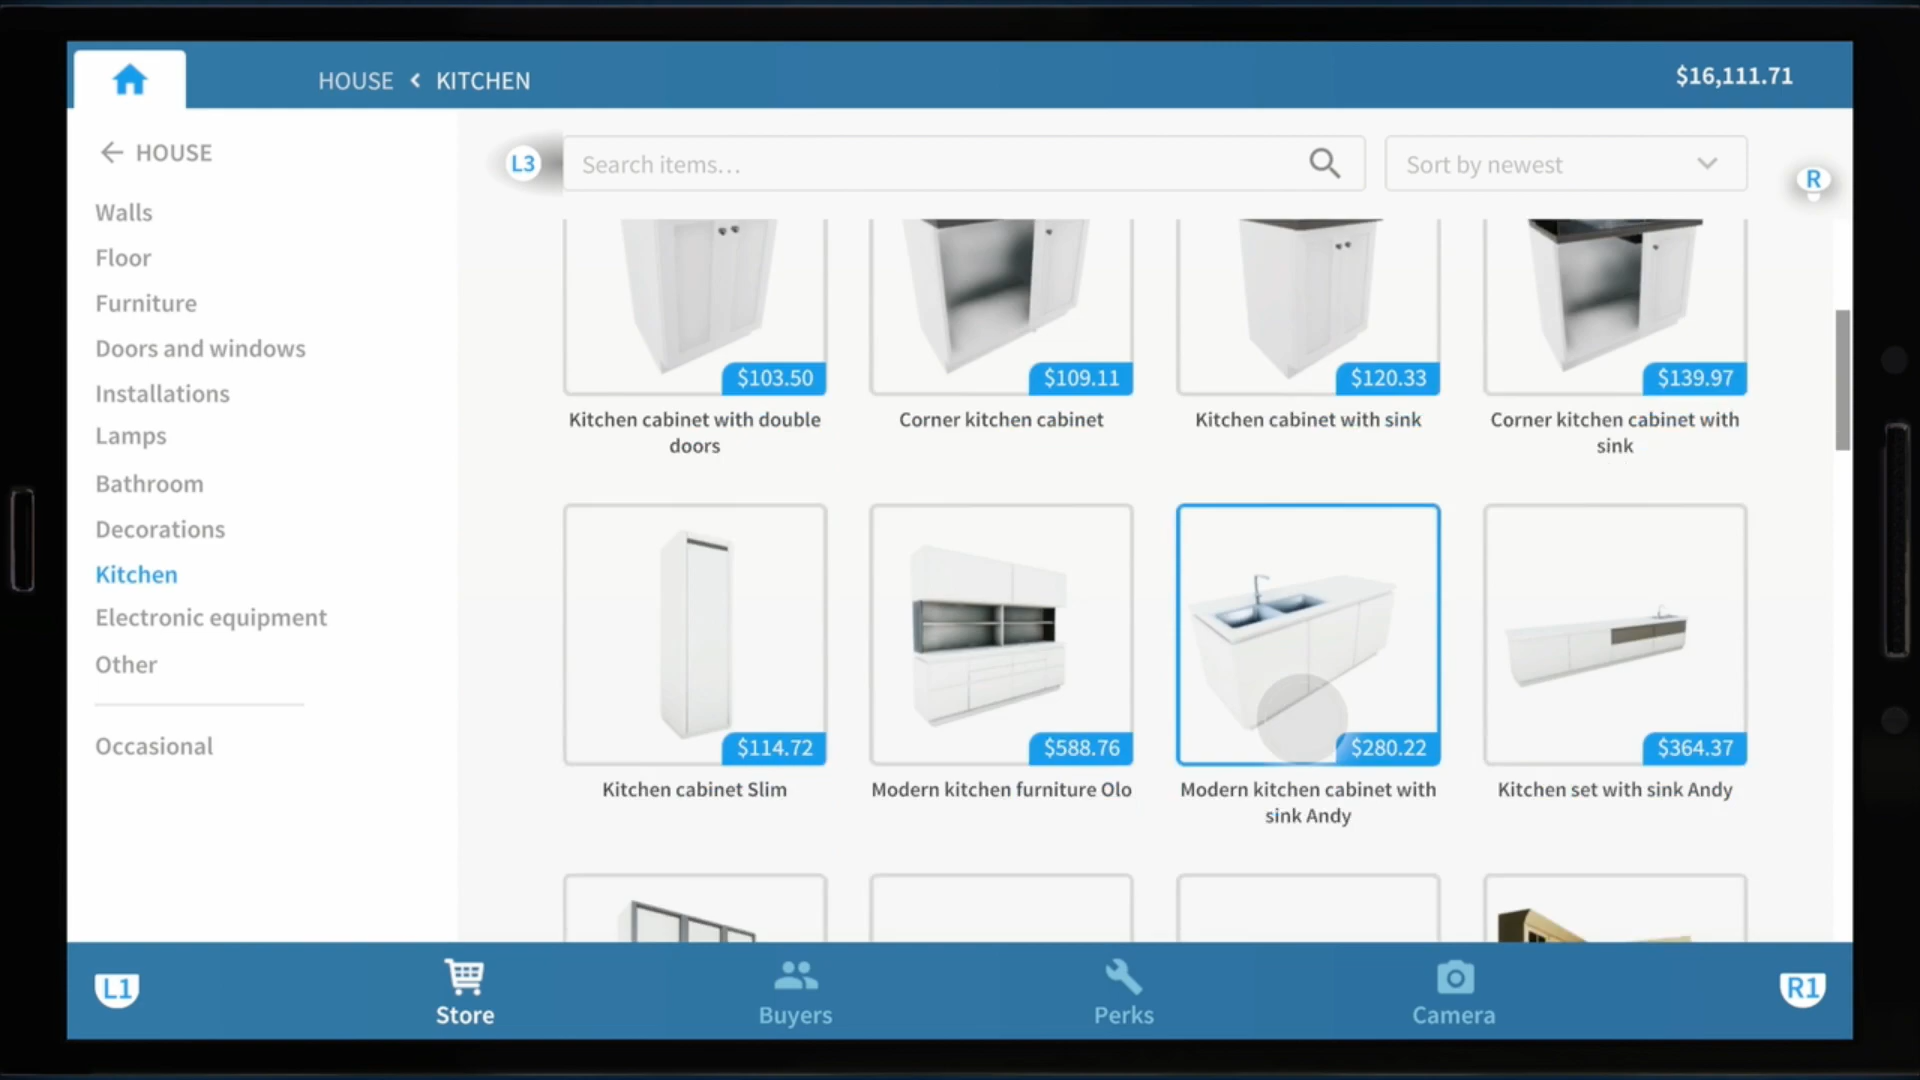 HOUSE < KITCHEN
$16,111.71
HOUSE
L3
Search items...
Sort by newest
R
Walls
Floor
Furniture
Doors and windows
Installations
Lamps
Bathroom
Decorations
Kitchen
Electronic equipment
Other
Occasional
$103.50
$109.11
$120.33
$139.97
Kitchen cabinet with double
doors
Corner kitchen cabinet
Kitchen cabinet with sink
Corner kitchen cabinet with
sink
$114.72
$588.76
$280.22
$364.37
Kitchen cabinet Slim
Modern kitchen furniture Olo
Modern kitchen cabinet with
sink Andy
Kitchen set with sink Andy
L1
Store
Buyers
Perks
Camera
R1